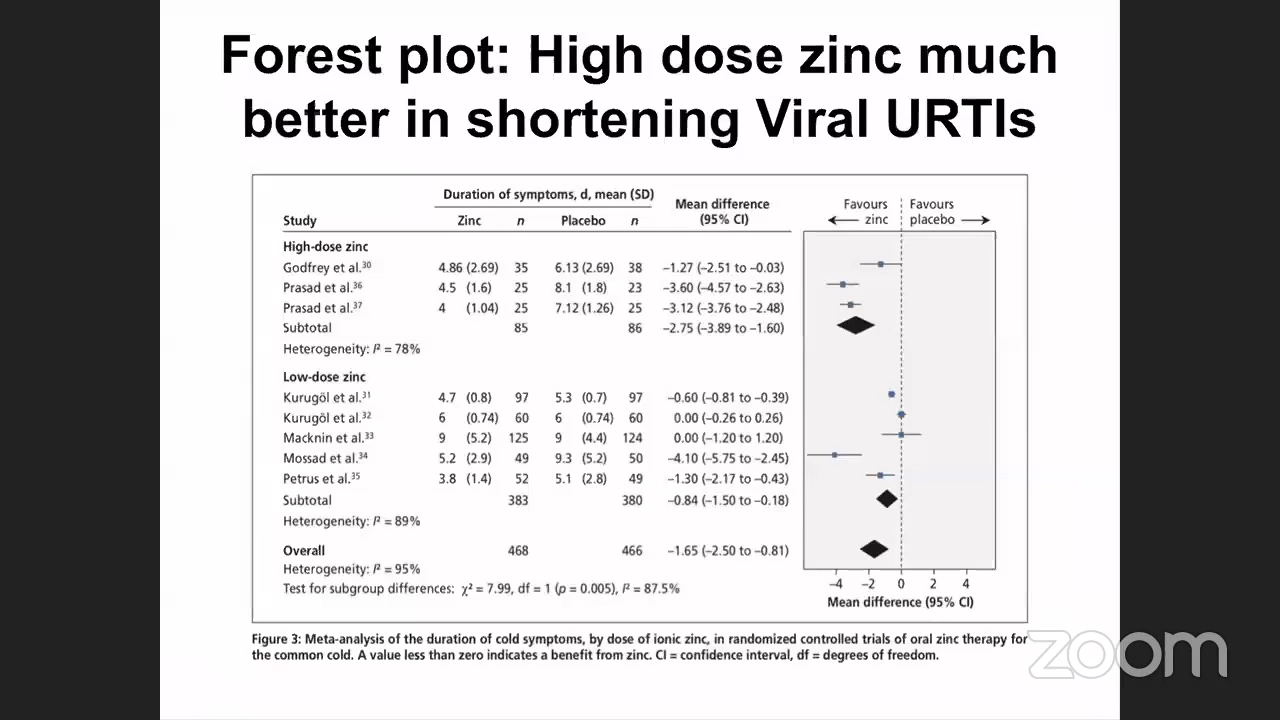 Forest plot: High dose zinc much
better in shortening Viral URTIs
Duration of symptoms, d, mean (SD)
Mean difference
(95% CI)
Favours
zinc
Favours
placebo
Study Zinc n Placebo n
High-dose zinc
Godfrey et al.³⁰ 4.86 (2.69) 35 6.13 (2.69) 38 –1.27 (–2.51 to –0.03)
Prasad et al.³⁶ 4.5 (1.6) 25 8.1 (1.8) 23 –3.60 (–4.57 to –2.63)
Prasad et al.³⁷ 4 (1.04) 25 7.12 (1.26) 25 –3.12 (–3.76 to –2.48)
Subtotal 85 86 –2.75 (–3.89 to –1.60)
Heterogeneity: I² = 78%
Low-dose zinc
Kurugöl et al.³¹ 4.7 (0.8) 97 5.3 (0.7) 97 –0.60 (–0.81 to –0.39)
Kurugöl et al.³² 6 (0.74) 60 6 (0.74) 60 0.00 (–0.26 to 0.26)
Macknin et al.³³ 9 (5.2) 125 9 (4.4) 124 0.00 (–1.20 to 1.20)
Mossad et al.³⁴ 5.2 (2.9) 49 9.3 (5.2) 50 –4.10 (–5.75 to –2.45)
Petrus et al.³⁵ 3.8 (1.4) 52 5.1 (2.8) 49 –1.30 (–2.17 to –0.43)
Subtotal 383 380 –0.84 (–1.50 to –0.18)
Heterogeneity: I² = 89%
Overall 468 466 –1.65 (–2.50 to –0.81)
Heterogeneity: I² = 95%
Test for subgroup differences: χ² = 7.99, df = 1 (p = 0.005), I² = 87.5%
–4 –2 0 2 4
Mean difference (95% CI)
Figure 3: Meta-analysis of the duration of cold symptoms, by dose of ionic zinc, in randomized controlled trials of oral zinc therapy for
the common cold. A value less than zero indicates a benefit from zinc. CI = confidence interval, df = degrees of freedom.
zoom